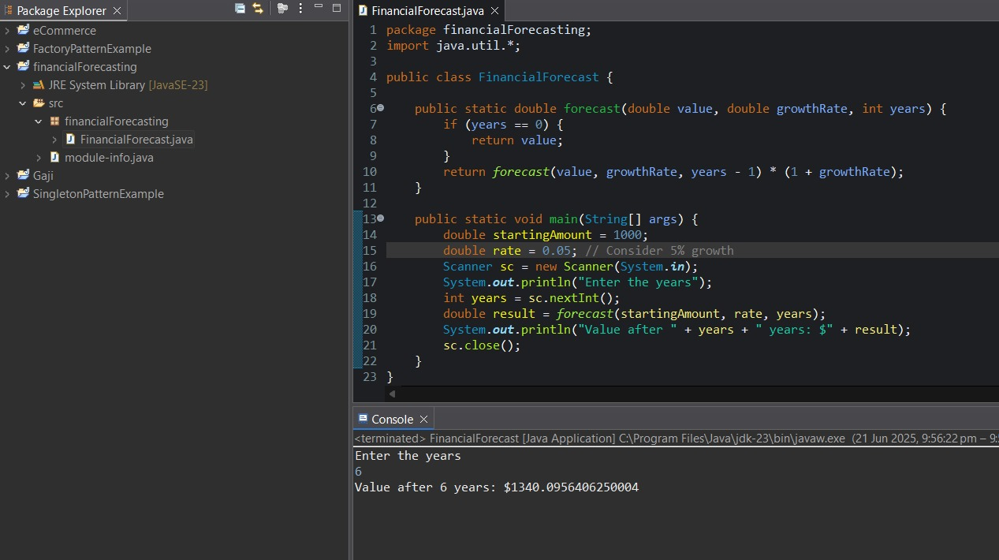 Package Explorer
eCommerce
FactoryPatternExample
financialForecasting
JRE System Library [JavaSE-23]
src
financialForecasting
FinancialForecast.java
module-info.java
Gaji
SingletonPatternExample
FinancialForecast.java
1 package financialForecasting;
2 import java.util.*;
3
4 public class FinancialForecast {
5
6 public static double forecast(double value, double growthRate, int years) {
7 if (years == 0) {
8 return value;
9 }
10 return forecast(value, growthRate, years - 1) * (1 + growthRate);
11 }
12
13 public static void main(String[] args) {
14 double startingAmount = 1000;
15 double rate = 0.05; // Consider 5% growth
16 Scanner sc = new Scanner(System.in);
17 System.out.println("Enter the years");
18 int years = sc.nextInt();
19 double result = forecast(startingAmount, rate, years);
20 System.out.println("Value after " + years + " years: $" + result);
21 sc.close();
22 }
23 }
Console
<terminated> FinancialForecast [Java Application] C:\Program Files\Java\jdk-23\bin\javaw.exe (21 Jun 2025, 9:56:22 pm – 9:
Enter the years
6
Value after 6 years: $1340.0956406250004